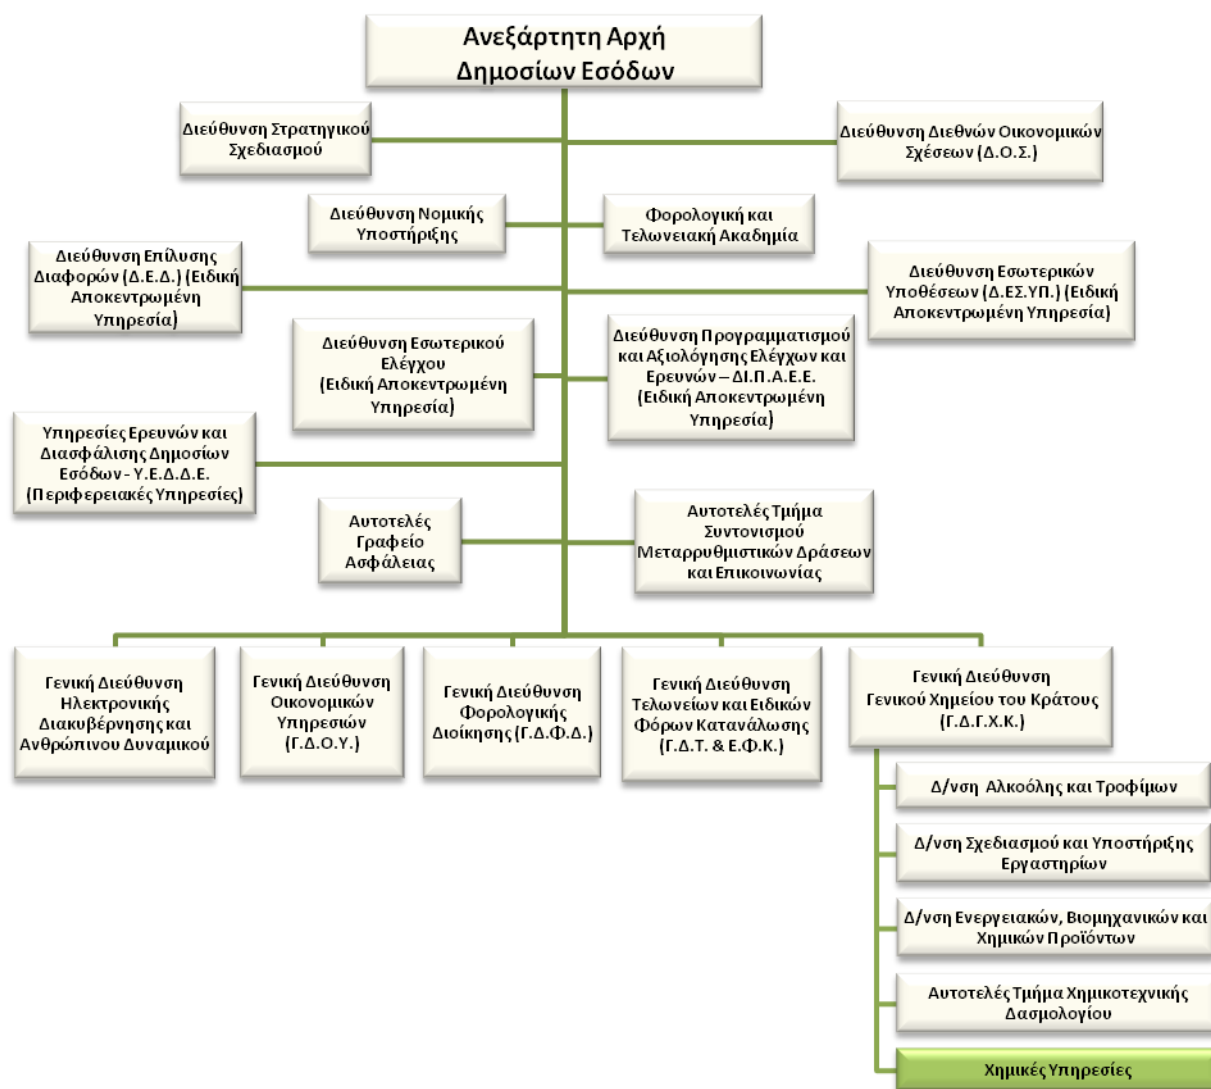 Ανεξάρτητη Αρχή
Δημοσίων Εσόδων
Διεύθυνση Στρατηγικού
Σχεδιασμού
Διεύθυνση Διεθνών Οικονομικών
Σχέσεων (Δ.Ο.Σ.)
Διεύθυνση Νομικής
Υποστήριξης
Φορολογική και
Τελωνειακή Ακαδημία
Διεύθυνση Επίλυσης
Διαφορών (Δ.Ε.Δ.) (Ειδική
Αποκεντρωμένη
Υπηρεσία)
Διεύθυνση Εσωτερικών
Υποθέσεων (Δ.ΕΣ.ΥΠ.) (Ειδική
Αποκεντρωμένη Υπηρεσία)
Διεύθυνση Εσωτερικού
Ελέγχου
(Ειδική Αποκεντρωμένη
Υπηρεσία)
Διεύθυνση Προγραμματισμού
και Αξιολόγησης Ελέγχων και
Ερευνών – ΔΙ.Π.Α.Ε.Ε.
(Ειδική Αποκεντρωμένη
Υπηρεσία)
Υπηρεσίες Ερευνών και
Διασφάλισης Δημοσίων
Εσόδων - Υ.Ε.Δ.Δ.Ε.
(Περιφερειακές Υπηρεσίες)
Αυτοτελές
Γραφείο
Ασφάλειας
Αυτοτελές Τμήμα
Συντονισμού
Μεταρρυθμιστικών Δράσεων
και Επικοινωνίας
Γενική Διεύθυνση
Ηλεκτρονικής
Διακυβέρνησης και
Ανθρώπινου Δυναμικού
Γενική Διεύθυνση
Οικονομικών
Υπηρεσιών
(Γ.Δ.Ο.Υ.)
Γενική Διεύθυνση
Φορολογικής
Διοίκησης (Γ.Δ.Φ.Δ.)
Γενική Διεύθυνση
Τελωνείων και Ειδικών
Φόρων Κατανάλωσης
(Γ.Δ.Τ. & Ε.Φ.Κ.)
Γενική Διεύθυνση
Γενικού Χημείου του Κράτους
(Γ.Δ.Γ.Χ.Κ.)
Δ/νση Αλκοόλης και Τροφίμων
Δ/νση Σχεδιασμού και Υποστήριξης
Εργαστηρίων
Δ/νση Ενεργειακών, Βιομηχανικών και
Χημικών Προϊόντων
Αυτοτελές Τμήμα Χημικοτεχνικής
Δασμολογίου
Χημικές Υπηρεσίες